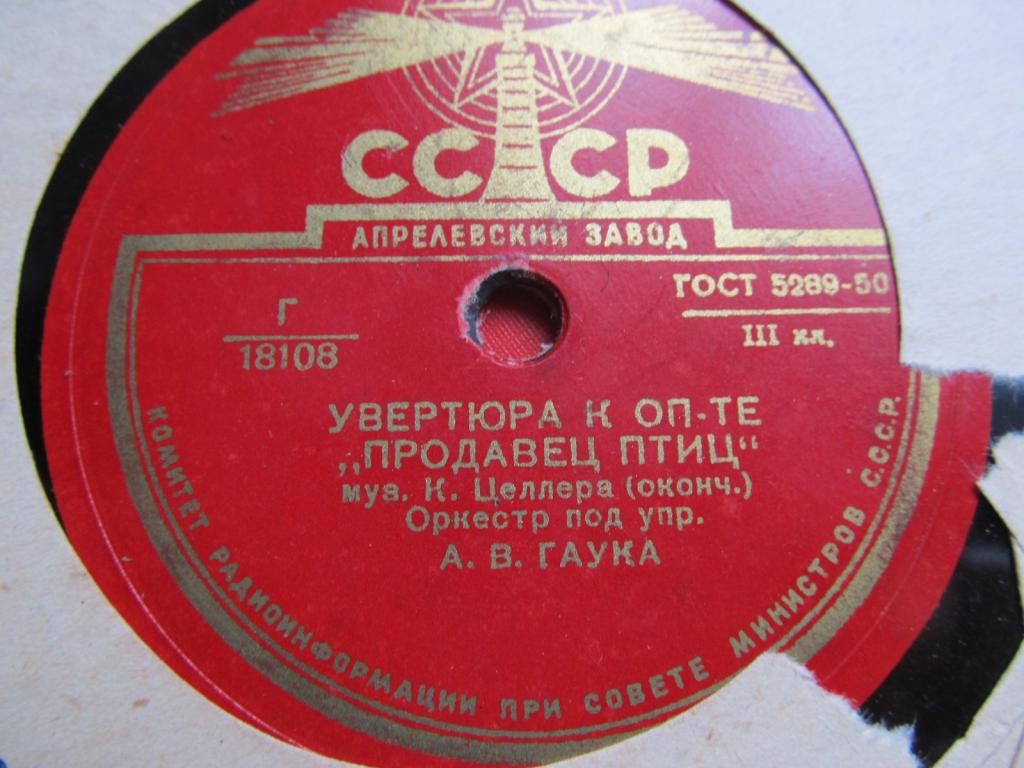 СССР
АПРЕЛЕВСКИЙ ЗАВОД
ГОСТ 5289-50
III кл.
Г
18108
УВЕРТЮРА К ОП-ТЕ
„ПРОДАВЕЦ ПТИЦ“
муз. К. Целлера (оконч.)
Оркестр под упр.
А. В. ГАУКА
КОМИТЕТ РАДИОИНФОРМАЦИИ ПРИ СОВЕТЕ МИНИСТРОВ С.С.С.Р.